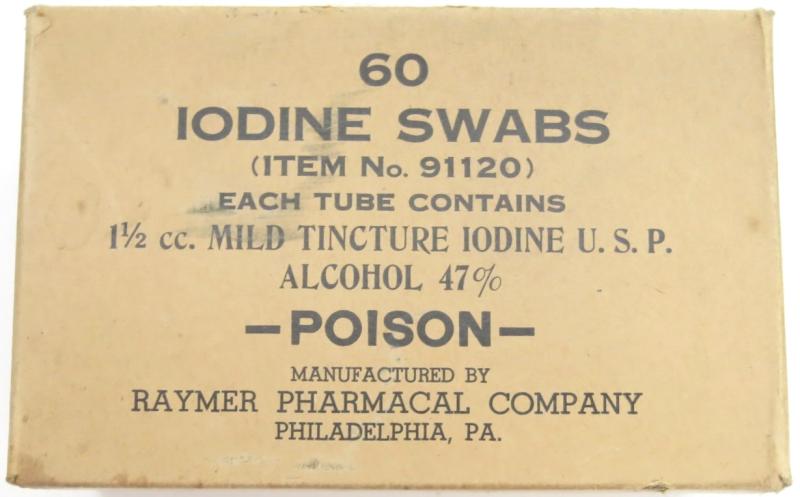 60
IODINE SWABS
(ITEM No. 91120)
EACH TUBE CONTAINS
1½ cc. MILD TINCTURE IODINE U. S. P.
ALCOHOL 47%
—POISON—
MANUFACTURED BY
RAYMER PHARMACAL COMPANY
PHILADELPHIA, PA.